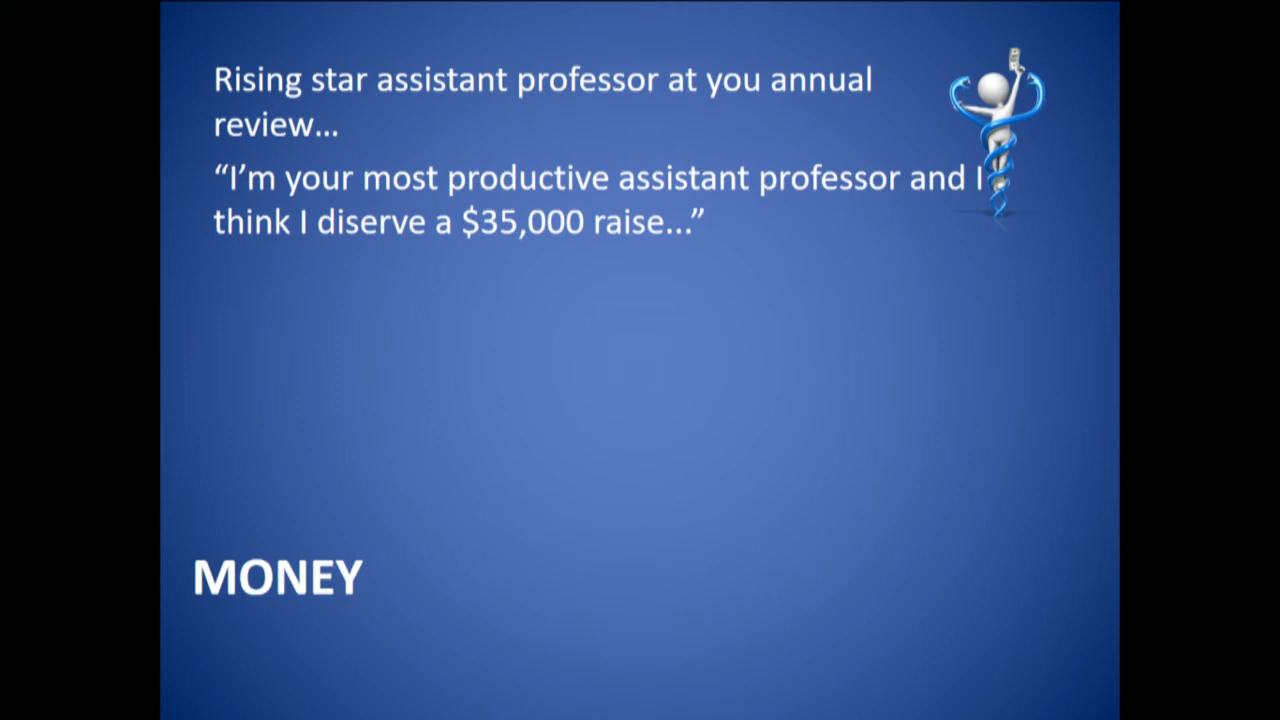 Rising star assistant professor at you annual
review...
“I’m your most productive assistant professor and I
think I diserve a $35,000 raise...”
MONEY